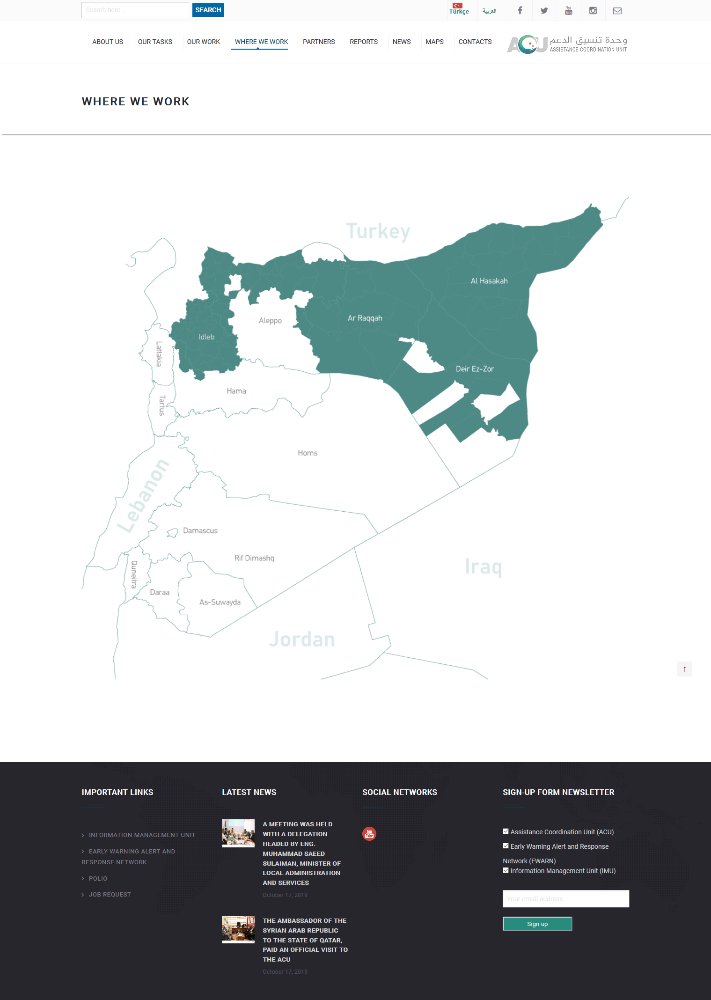 Search here ..
SEARCH
Türkçe
العربية
You
Tube
ABOUT US
OUR TASKS
OUR WORK
WHERE WE WORK
PARTNERS
REPORTS
NEWS
MAPS
CONTACTS
ACU
وحدة تنسيق الدعم
ASSISTANCE COORDINATION UNIT
WHERE WE WORK
Turkey
Al Hasakah
Ar Raqqah
Aleppo
Idleb
Lattakia
Deir Ez-Zor
Hama
Tartus
Homs
Lebanon
Damascus
Rif Dimashq
Iraq
Quneitra
Daraa
As-Suwayda
Jordan
↑
IMPORTANT LINKS
INFORMATION MANAGEMENT UNIT
EARLY WARNING ALERT AND
RESPONSE NETWORK
POLIO
JOB REQUEST
LATEST NEWS
A MEETING WAS HELD
WITH A DELEGATION
HEADED BY ENG.
MUHAMMAD SAEED
SULAIMAN, MINISTER OF
LOCAL ADMINISTRATION
AND SERVICES
October 17, 2019
THE AMBASSADOR OF THE
SYRIAN ARAB REPUBLIC
TO THE STATE OF QATAR,
PAID AN OFFICIAL VISIT TO
THE ACU
October 17, 2019
SOCIAL NETWORKS
You
Tube
SIGN-UP FORM NEWSLETTER
Assistance Coordination Unit (ACU)
Early Warning Alert and Response
Network (EWARN)
Information Management Unit (IMU)
Your email address
Sign up